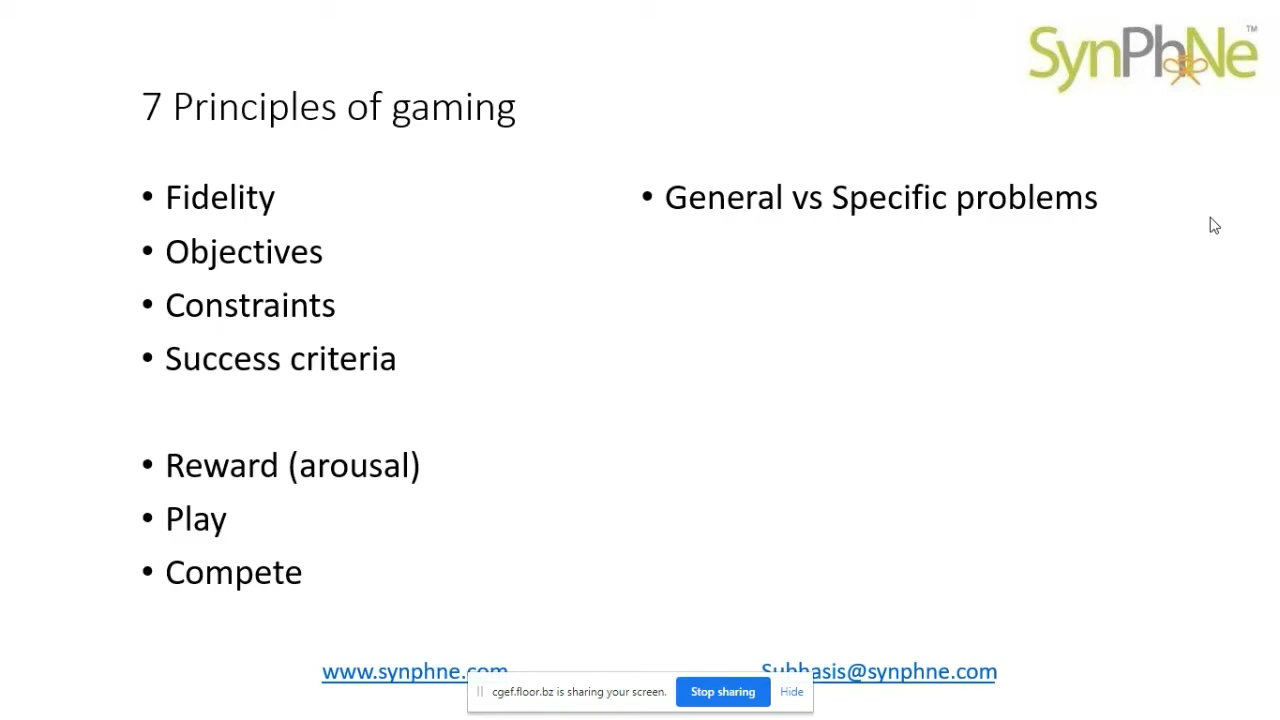 SynPhNe™
7 Principles of gaming
• Fidelity
• Objectives
• Constraints
• Success criteria
• Reward (arousal)
• Play
• Compete
• General vs Specific problems
www.synphne.com
Subhasis@synphne.com
cgef.floor.bz is sharing your screen.
Stop sharing
Hide